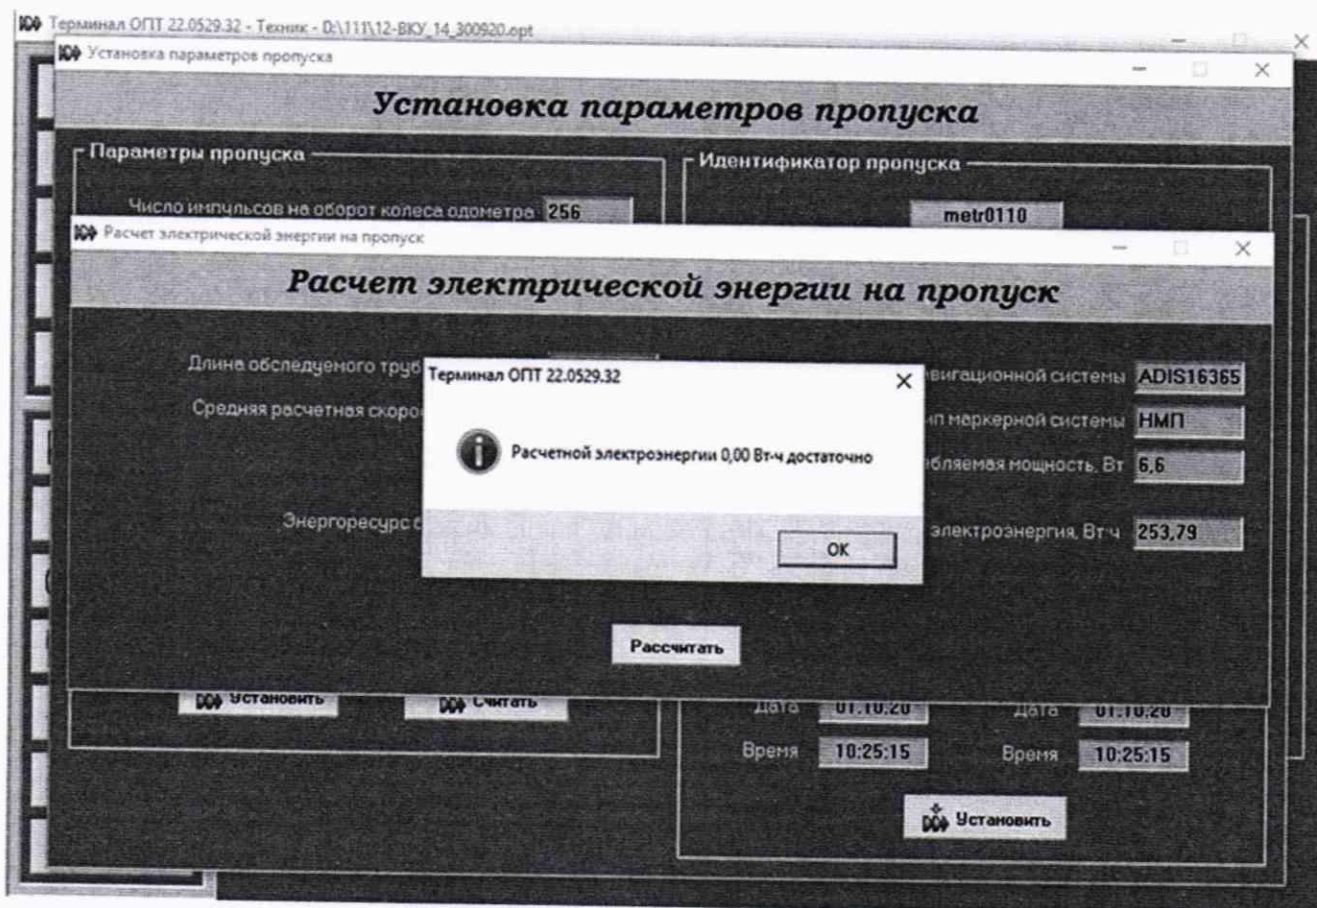 Терминал ОПТ 22.0529.32 - Техник - D:\111\12-ВКУ_14_300920.opt
Установка параметров пропуска
Установка параметров пропуска
Параметры пропуска
Идентификатор пропуска
Число импульсов на оборот колеса одометра 256
metr0110
Расчет электрической энергии на пропуск
Расчет электрической энергии на пропуск
Длина обследуемого труб
вигационной системы ADIS16365
Средняя расчетная скоро
ип маркерной системы НМП
бляемая мощность, Вт 6,6
Энергоресурс
электроэнергия, Вт·ч 253,79
Терминал ОПТ 22.0529.32
Расчетной электроэнергии 0,00 Вт-ч достаточно
OK
Рассчитать
Установить
Считать
Дата 01.10.20
Дата 01.10.20
Время 10:25:15
Время 10:25:15
Установить